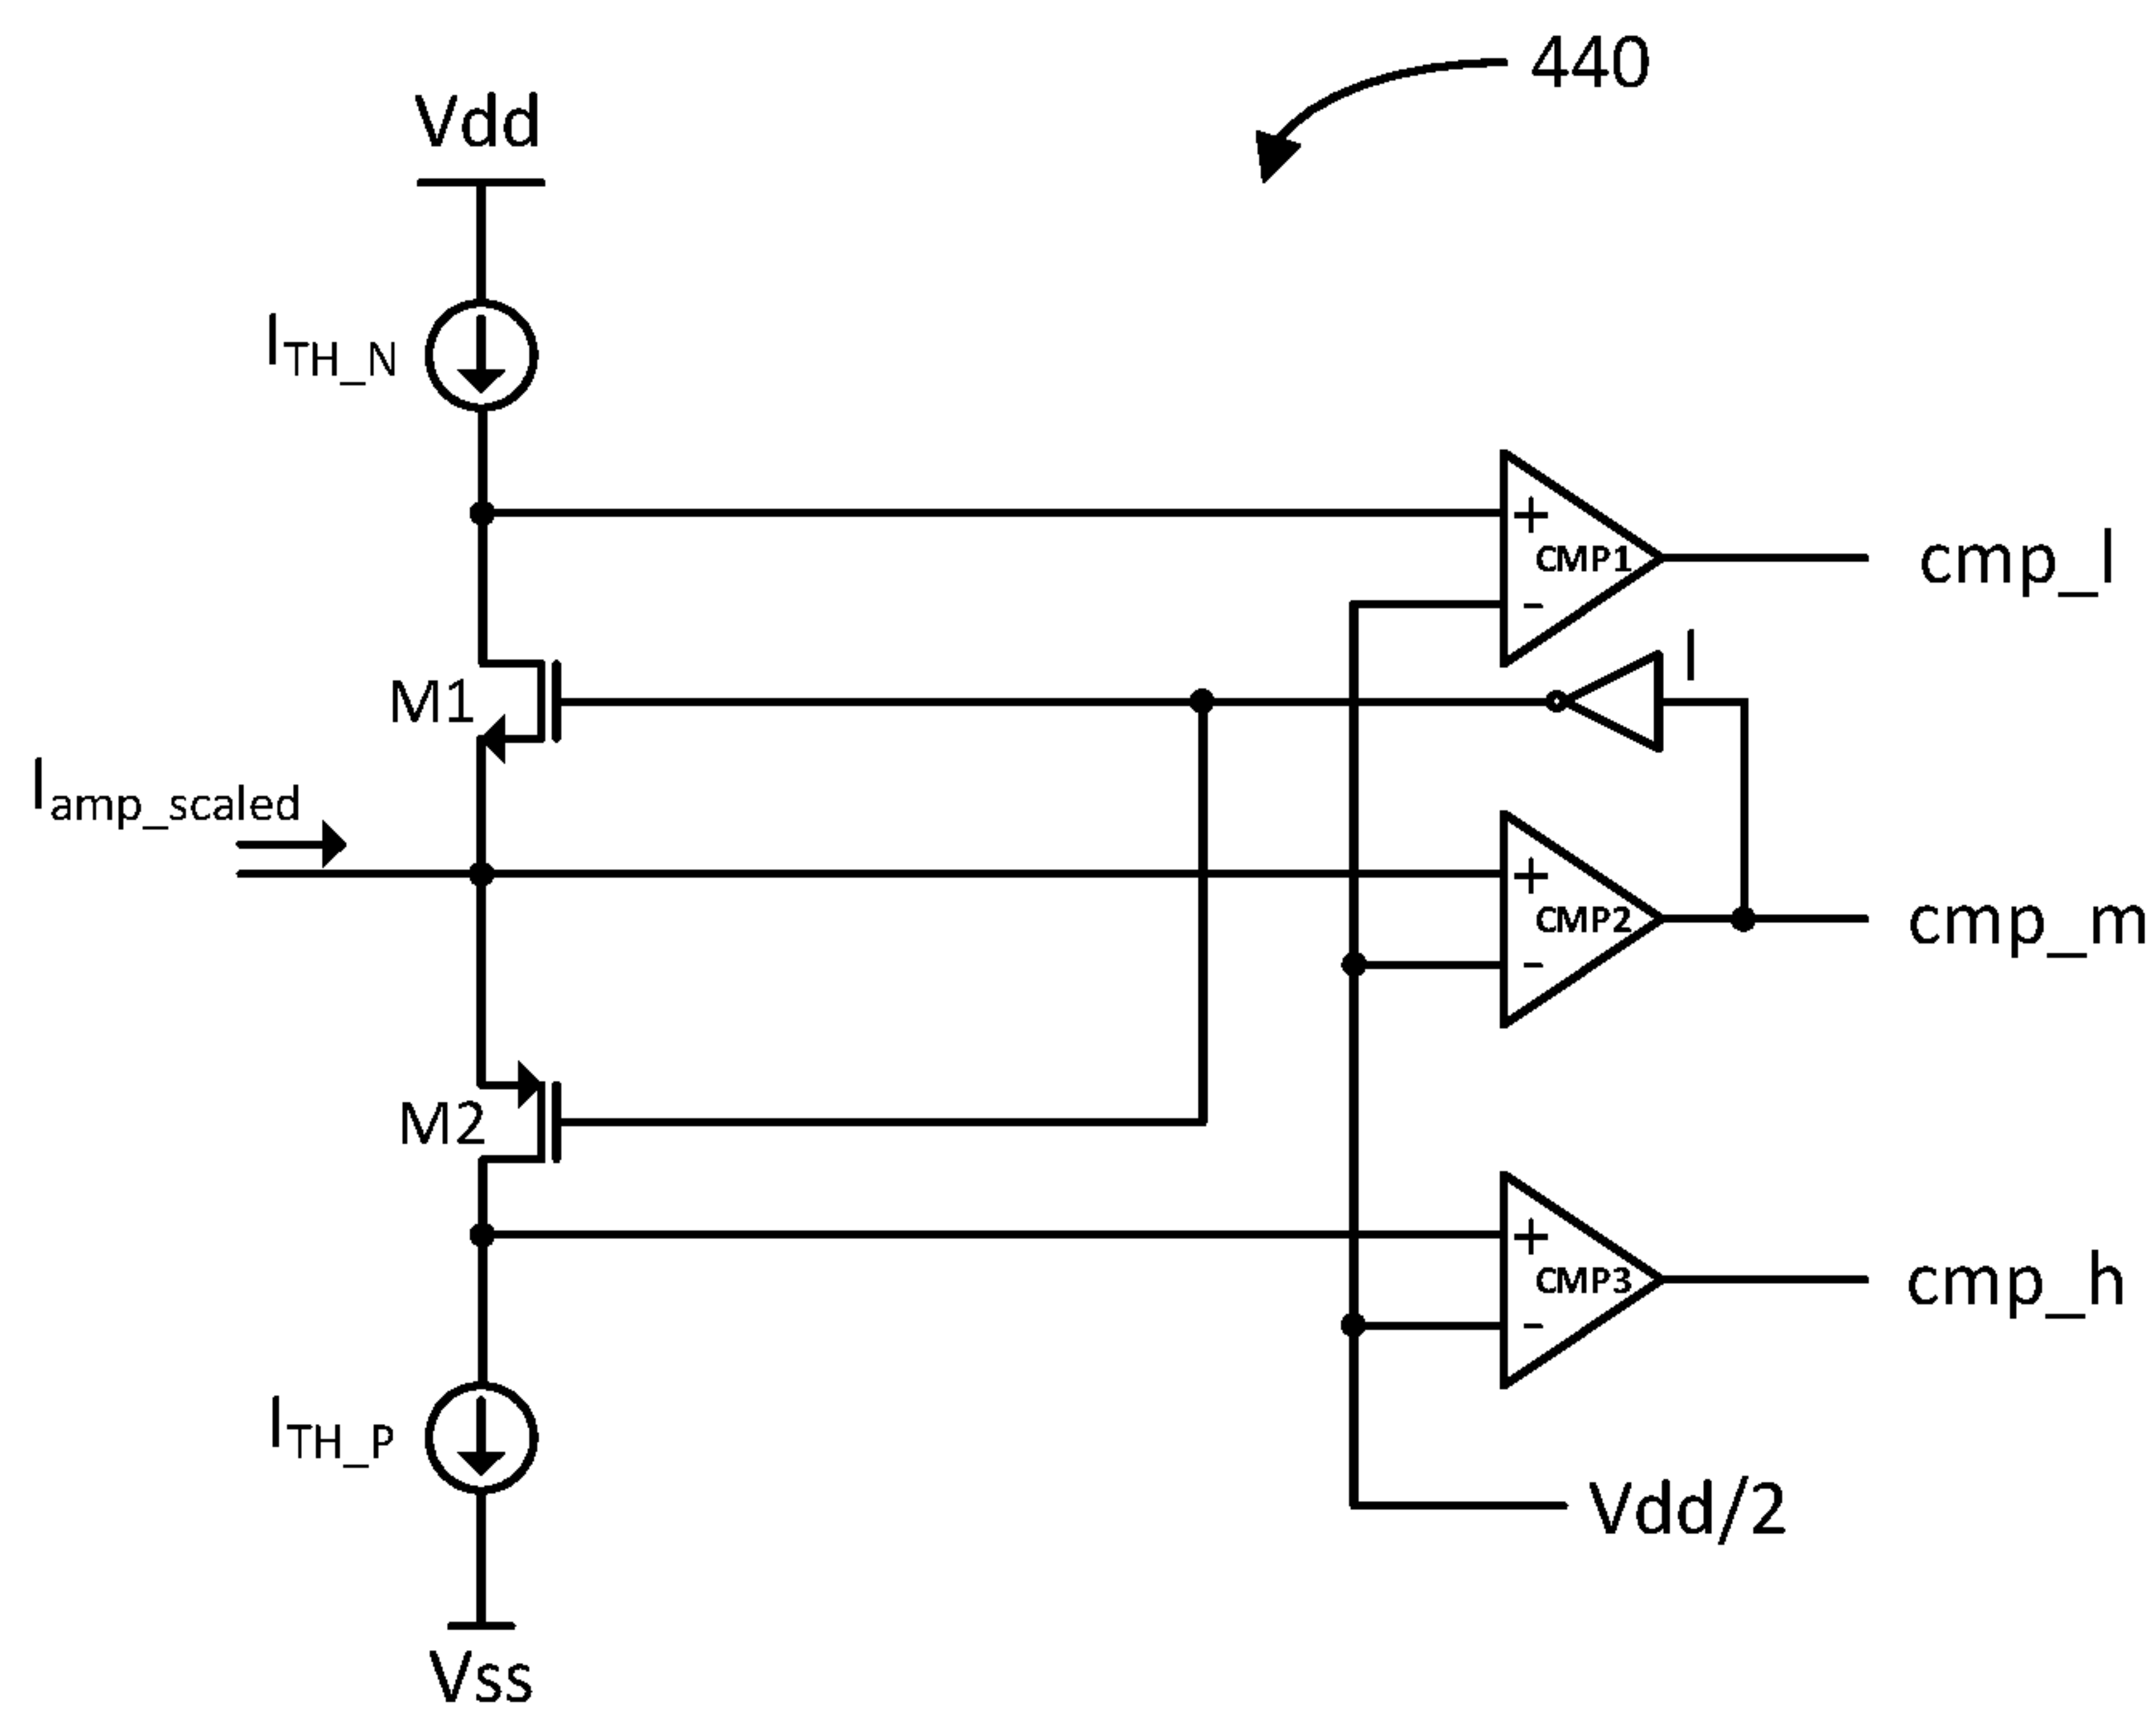 440
Vdd
I_TH_N
+
CMP1
-
cmp_l
I
M1
I_amp_scaled
+
CMP2
-
cmp_m
M2
+
CMP3
-
cmp_h
I_TH_P
Vdd/2
Vss